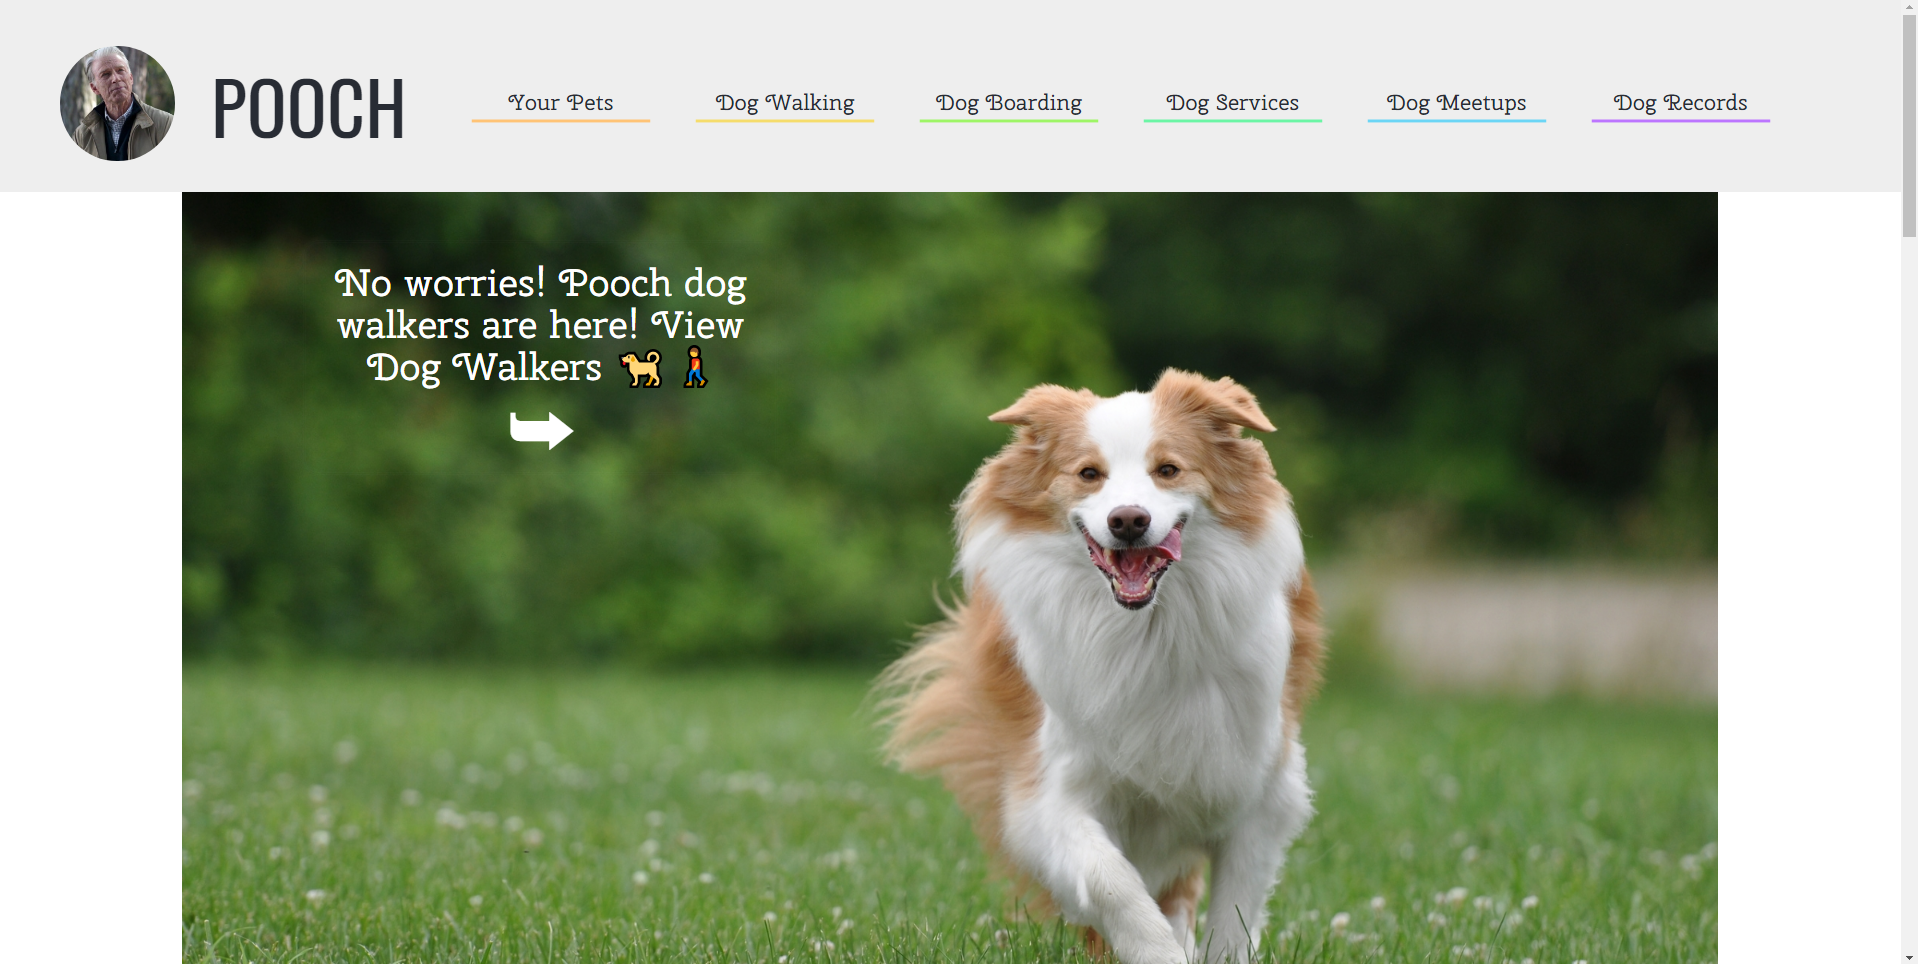 POOCH
Your Pets
Dog Walking
Dog Boarding
Dog Services
Dog Meetups
Dog Records
No worries! Pooch dog
walkers are here! View
Dog Walkers 🐕 🚶